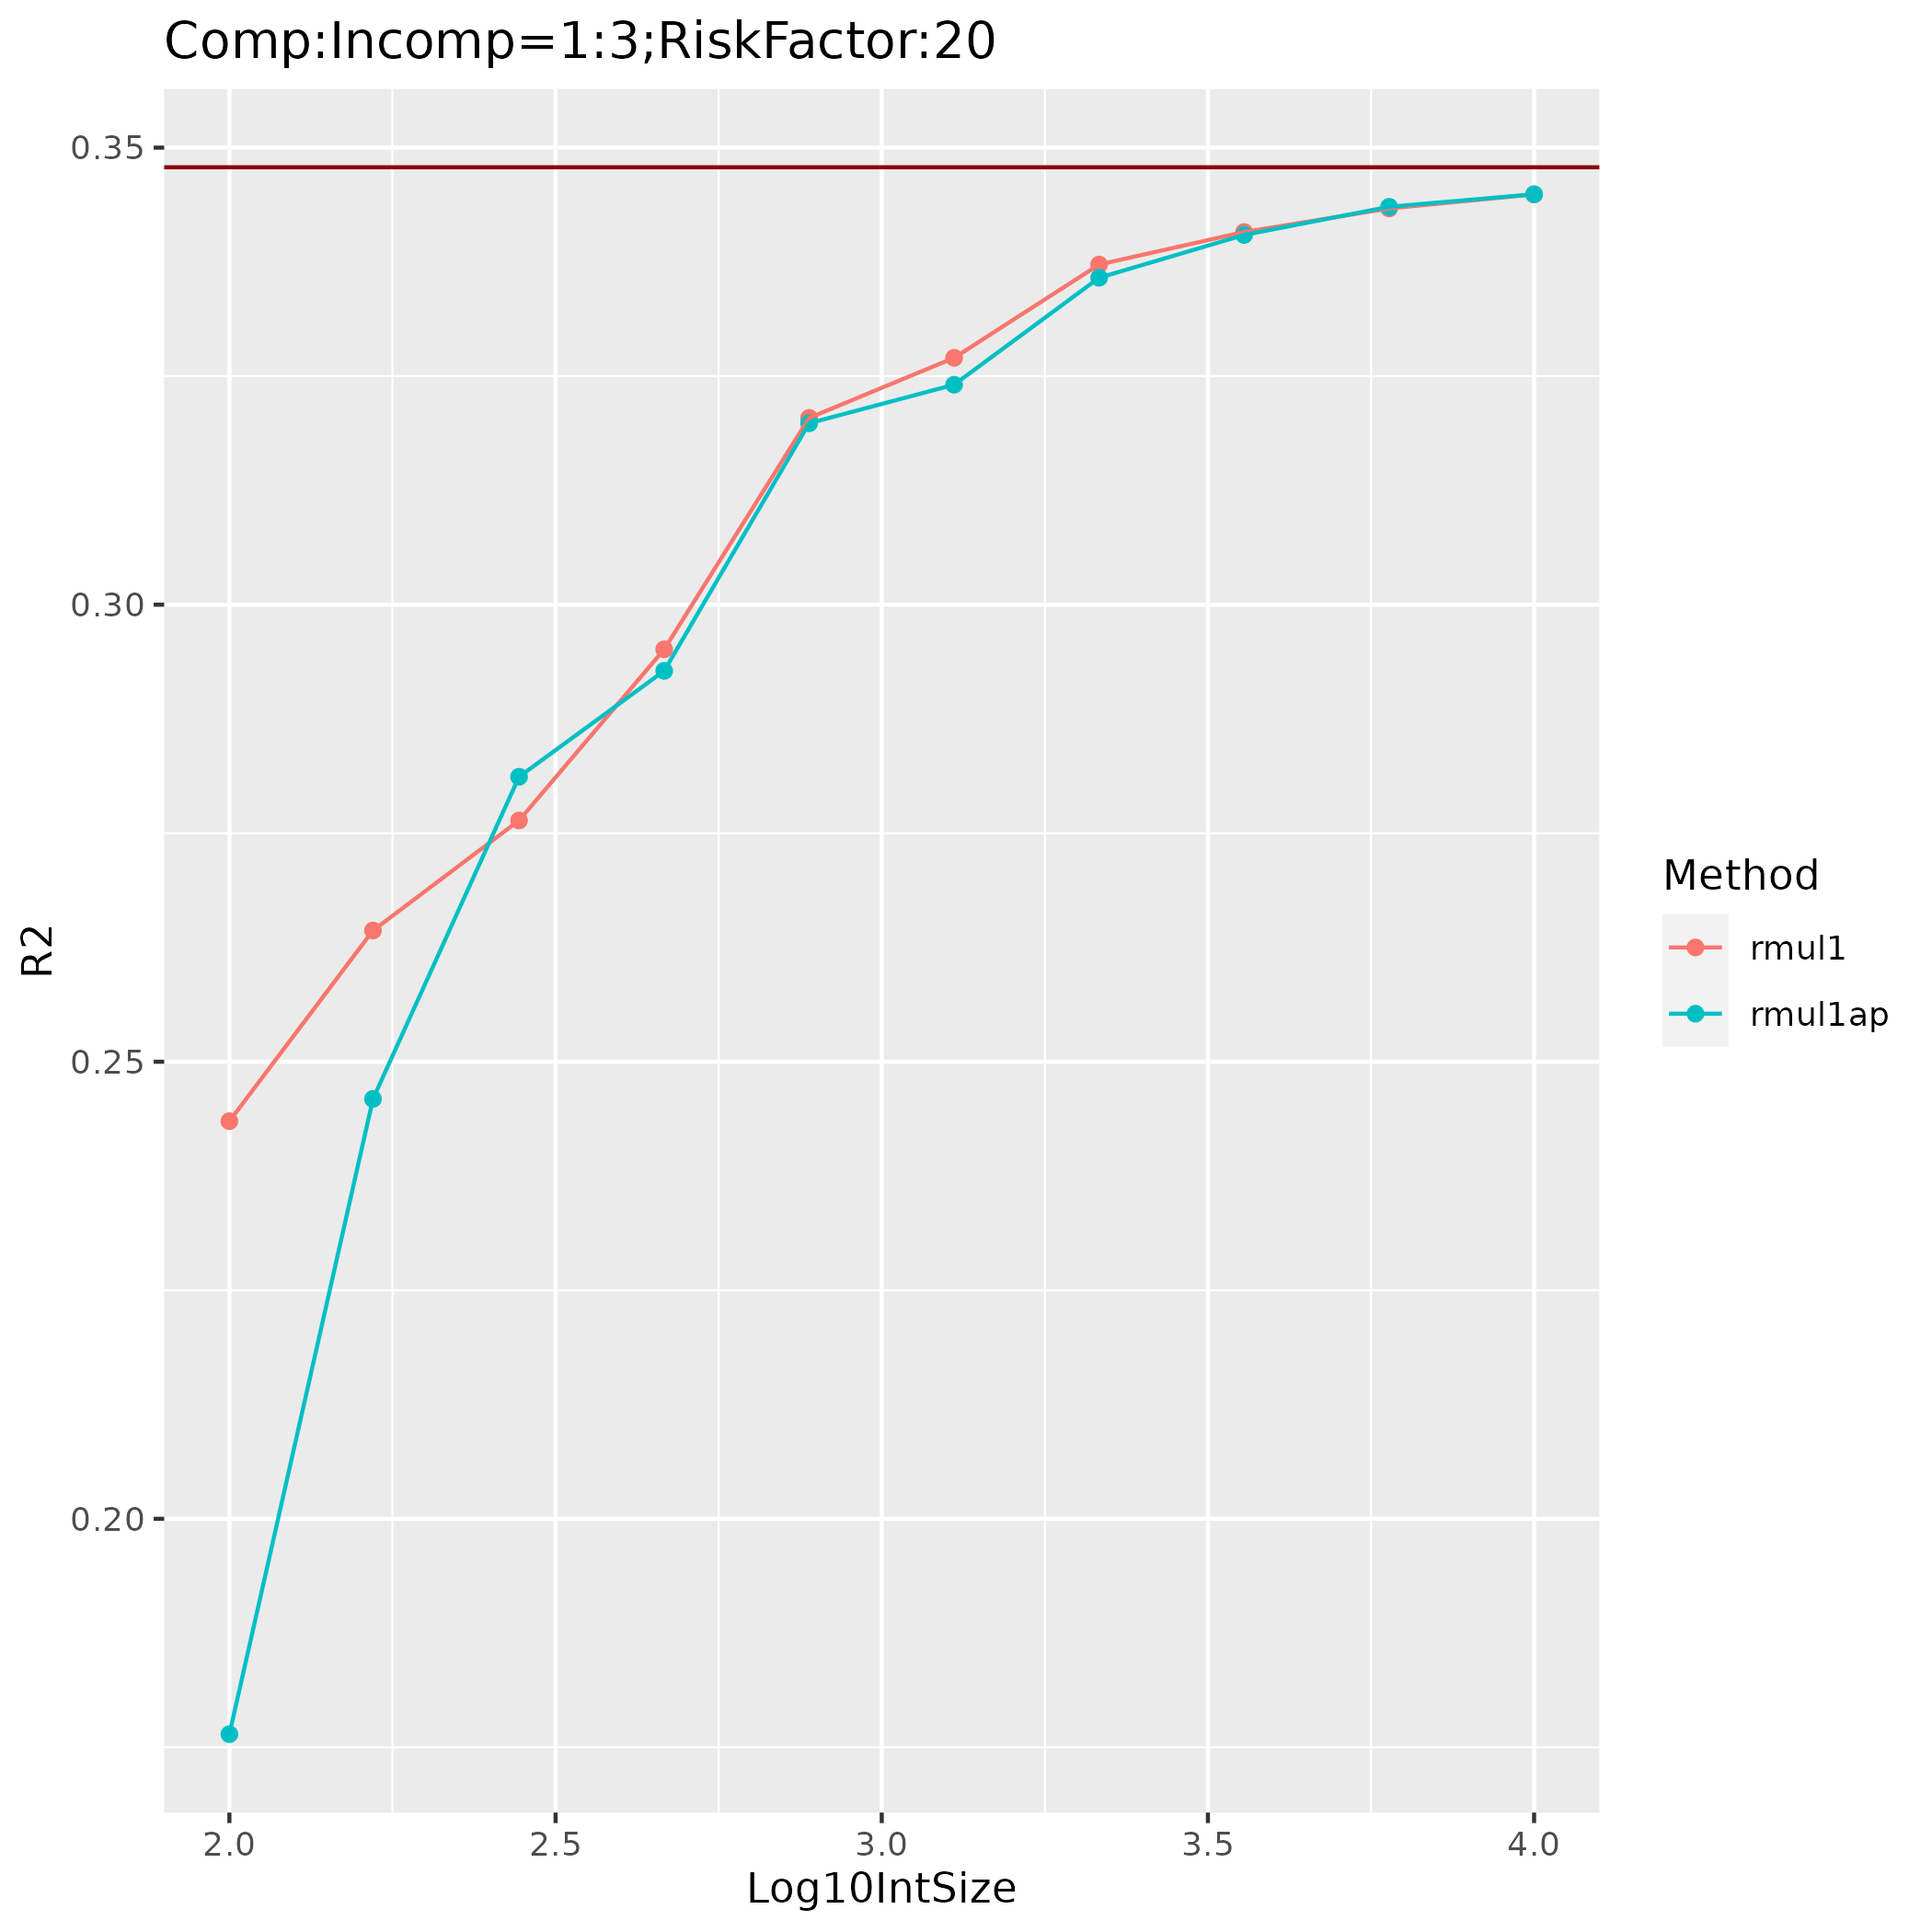 Comp:Incomp=1:3;RiskFactor:20
0.35
0.30
0.25
0.20
R2
2.0 2.5 3.0 3.5 4.0
Log10IntSize
Method
rmul1
rmul1ap